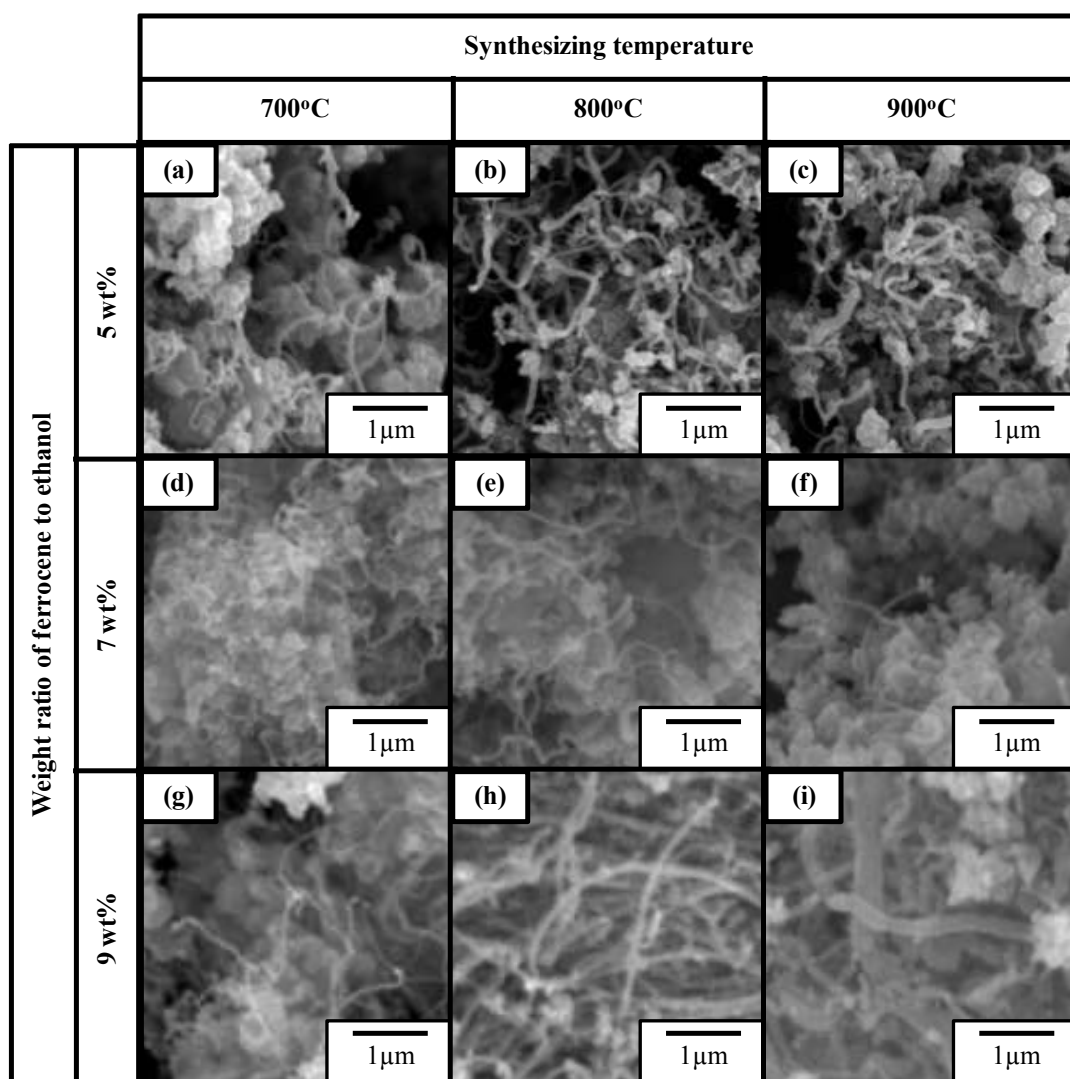 Synthesizing temperature
700°C
800°C
900°C
Weight ratio of ferrocene to ethanol
5 wt%
(a)
1μm
(b)
1μm
(c)
1μm
7 wt%
(d)
1μm
(e)
1μm
(f)
1μm
9 wt%
(g)
1μm
(h)
1μm
(i)
1μm